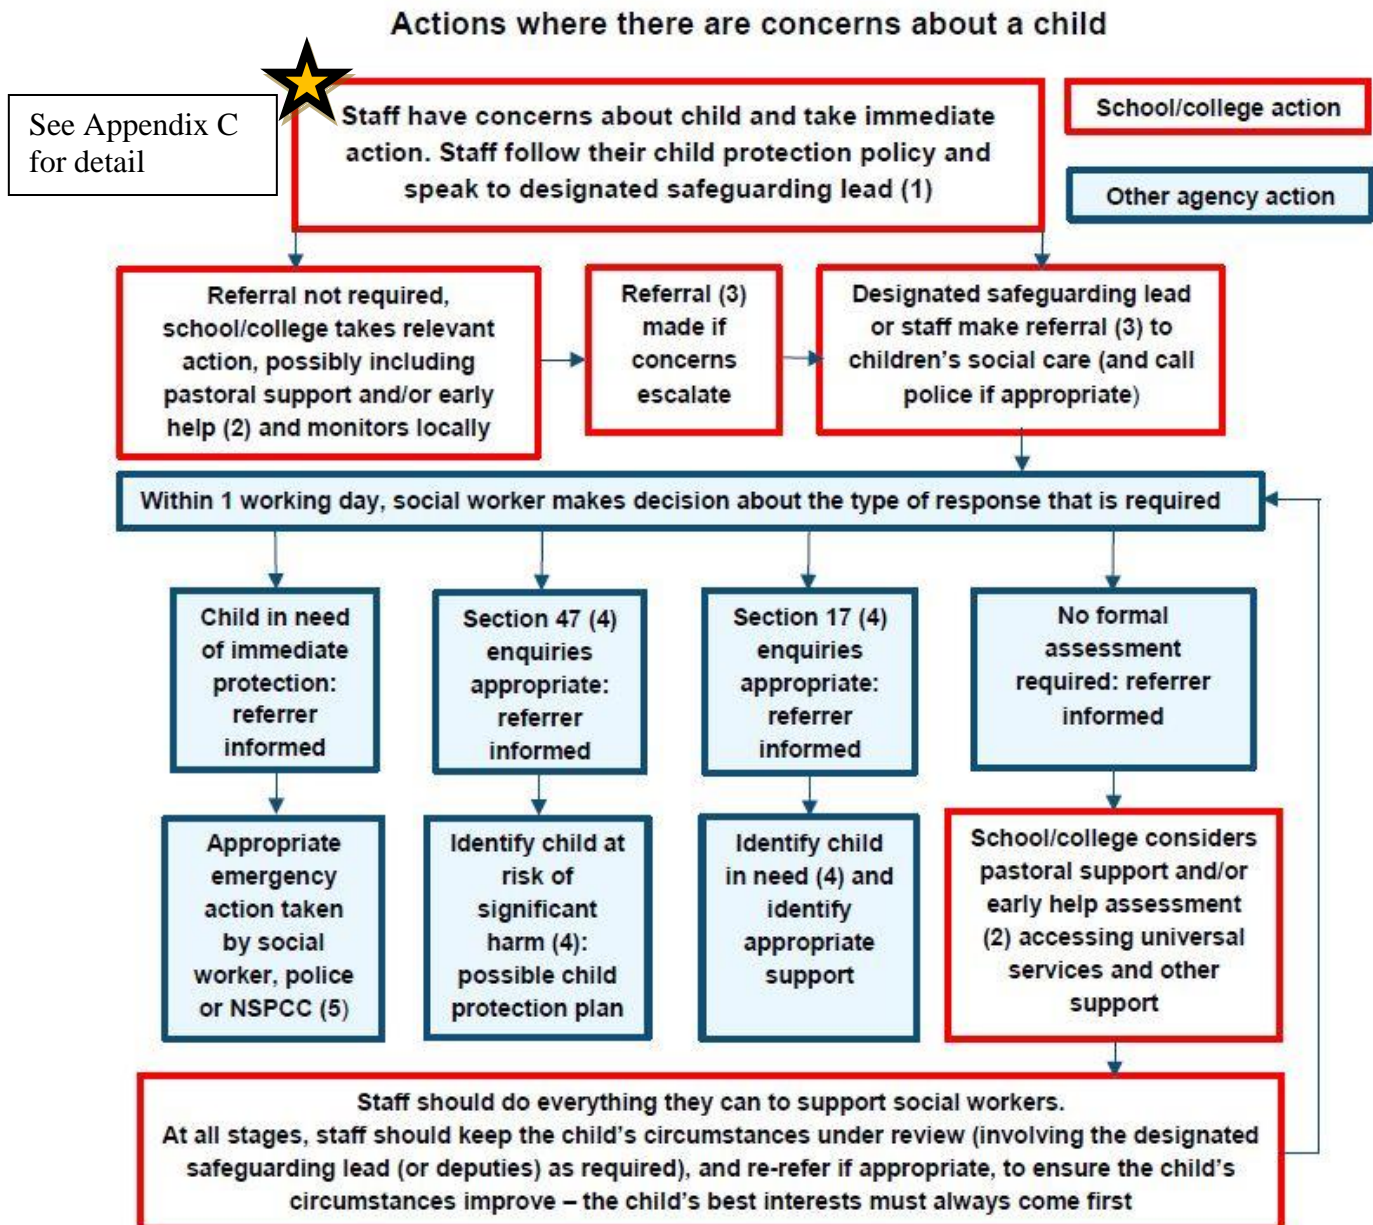 Actions where there are concerns about a child
See Appendix C
for detail
Staff have concerns about child and take immediate
action. Staff follow their child protection policy and
speak to designated safeguarding lead (1)
School/college action
Other agency action
Referral not required,
school/college takes relevant
action, possibly including
pastoral support and/or early
help (2) and monitors locally
Referral (3)
made if
concerns
escalate
Designated safeguarding lead
or staff make referral (3) to
children's social care (and call
police if appropriate)
Within 1 working day, social worker makes decision about the type of response that is required
Child in need
of immediate
protection:
referrer
informed
Section 47 (4)
enquiries
appropriate:
referrer
informed
Section 17 (4)
enquiries
appropriate:
referrer
informed
No formal
assessment
required: referrer
informed
Appropriate
emergency
action taken
by social
worker, police
or NSPCC (5)
Identify child at
risk of
significant
harm (4):
possible child
protection plan
Identify child
in need (4) and
identify
appropriate
support
School/college considers
pastoral support and/or
early help assessment
(2) accessing universal
services and other
support
Staff should do everything they can to support social workers.
At all stages, staff should keep the child's circumstances under review (involving the designated
safeguarding lead (or deputies) as required), and re-refer if appropriate, to ensure the child's
circumstances improve – the child's best interests must always come first